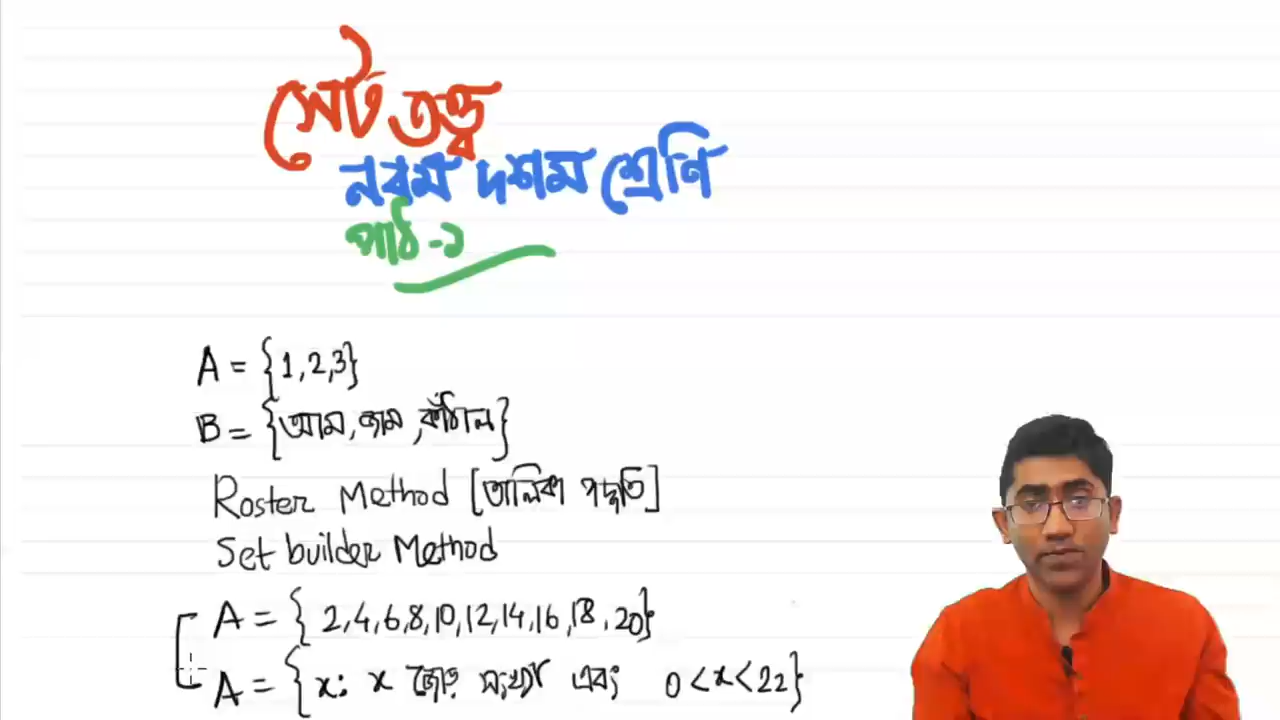 সেট তত্ত্ব
নবম দশম শ্রেণি
পাঠ -১
A = {1, 2, 3}
B = {আম, জাম, কাঁঠাল}
Roster Method [তালিকা পদ্ধতি]
Set builder Method
A = {2, 4, 6, 8, 10, 12, 14, 16, 18, 20}
A = {x: x জোড় সংখ্যা এবং 0 < x < 22}